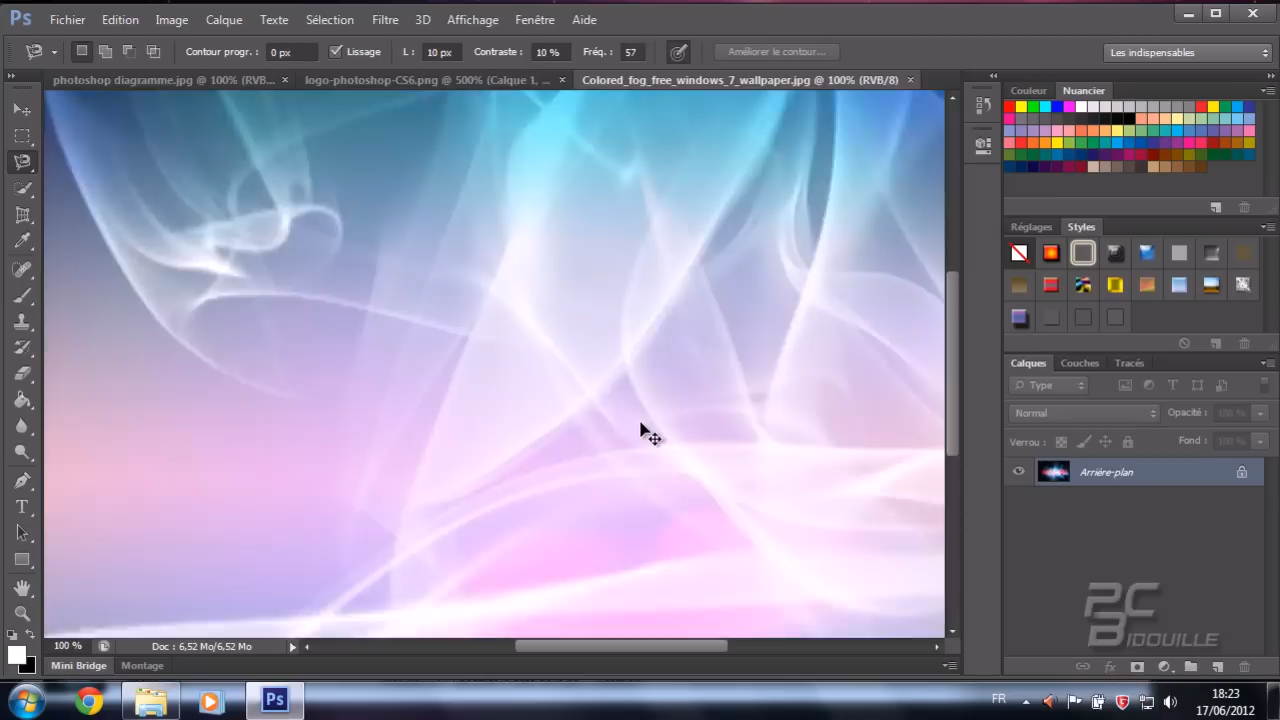 Ps Fichier Edition Image Calque Texte Sélection Filtre 3D Affichage Fenêtre Aide
Contour progr. : 0 px Lissage L : 10 px Contraste : 10 % Fréq. : 57 Améliorer le contour... Les indispensables
photoshop diagramme.jpg @ 100% (RVB... × logo-photoshop-CS6.png @ 500% (Calque 1, ... × Colored_fog_free_windows_7_wallpaper.jpg @ 100% (RVB/8) ×
Couleur Nuancier
Réglages Styles
Calques Couches Tracés
Type
Normal Opacité : 100 %
Verrou : Fond : 100 %
Arrière-plan
PC
BIDOUILLE
100 % Doc : 6,52 Mo/6,52 Mo
Mini Bridge Montage
Ps FR 18:23
17/06/2012